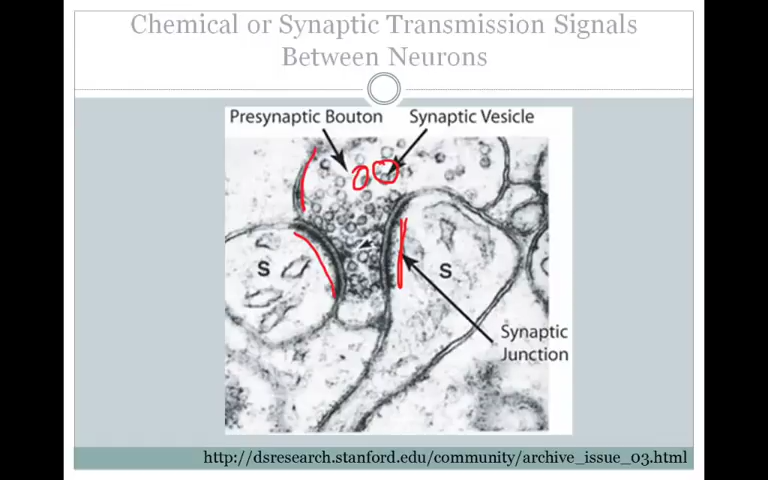 Chemical or Synaptic Transmission Signals
Between Neurons
Presynaptic Bouton
Synaptic Vesicle
S
S
Synaptic
Junction
http://dsresearch.stanford.edu/community/archive_issue_03.html